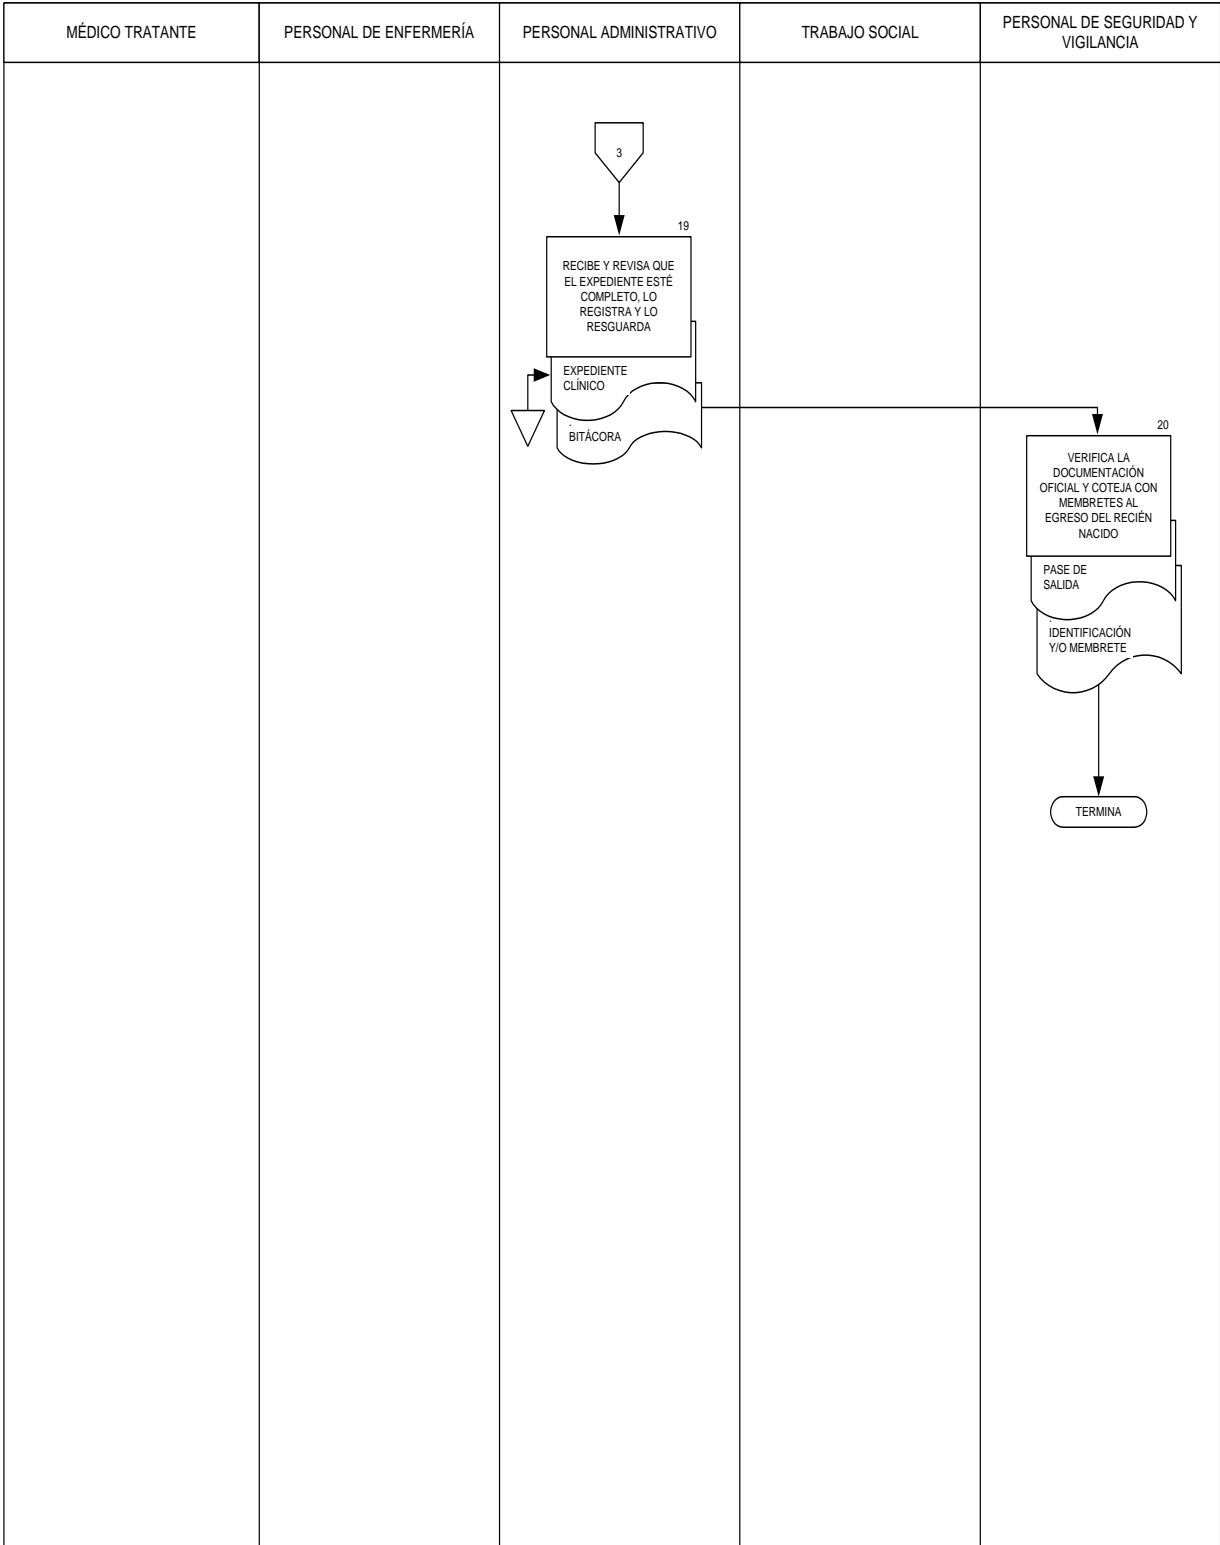 MÉDICO TRATANTE
PERSONAL DE ENFERMERÍA
PERSONAL ADMINISTRATIVO
TRABAJO SOCIAL
PERSONAL DE SEGURIDAD Y
VIGILANCIA
3
19
RECIBE Y REVISA QUE
EL EXPEDIENTE ESTÉ
COMPLETO, LO
REGISTRA Y LO
RESGUARDA
EXPEDIENTE
CLÍNICO
.
BITÁCORA
20
VERIFICA LA
DOCUMENTACIÓN
OFICIAL Y COTEJA CON
MEMBRETES AL
EGRESO DEL RECIÉN
NACIDO
PASE DE
SALIDA
.
IDENTIFICACIÓN
Y/O MEMBRETE
TERMINA